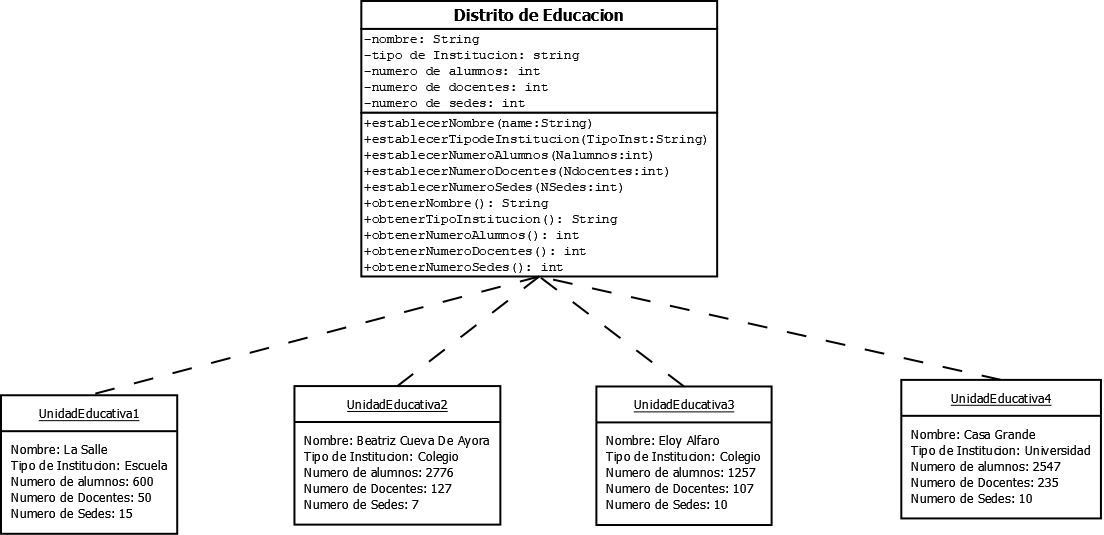 Distrito de Educacion
-nombre: String
-tipo de Institucion: string
-numero de alumnos: int
-numero de docentes: int
-numero de sedes: int
+establecerNombre(name:String)
+establecerTipodeInstitucion(TipoInst:String)
+establecerNumeroAlumnos(Nalumnos:int)
+establecerNumeroDocentes(Ndocentes:int)
+establecerNumeroSedes(NSedes:int)
+obtenerNombre(): String
+obtenerTipoInstitucion(): String
+obtenerNumeroAlumnos(): int
+obtenerNumeroDocentes(): int
+obtenerNumeroSedes(): int
UnidadEducativa1
Nombre: La Salle
Tipo de Institucion: Escuela
Numero de alumnos: 600
Numero de Docentes: 50
Numero de Sedes: 15
UnidadEducativa2
Nombre: Beatriz Cueva De Ayora
Tipo de Institucion: Colegio
Numero de alumnos: 2776
Numero de Docentes: 127
Numero de Sedes: 7
UnidadEducativa3
Nombre: Eloy Alfaro
Tipo de Institucion: Colegio
Numero de alumnos: 1257
Numero de Docentes: 107
Numero de Sedes: 10
UnidadEducativa4
Nombre: Casa Grande
Tipo de Institucion: Universidad
Numero de alumnos: 2547
Numero de Docentes: 235
Numero de Sedes: 10